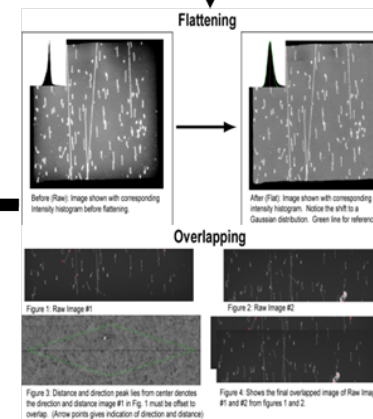 Flattening
Before (Raw): Image shown with corresponding
Intensity histogram before flattening.
After (Flat): Image shown with corresponding
intensity histogram. Notice the shift to a
Gaussian distribution. Green line for referenc
Overlapping
Figure 1: Raw Image #1
Figure 2: Raw Image #2
Figure 3: Distance and direction peak lies from center denotes
the direction and distance image #1 in Fig. 1 must be offset to
overlap. (Arrow points gives indication of direction and distance)
Figure 4: Shows the final overlapped image of Raw Imag
#1 and #2 from figures 1 and 2.